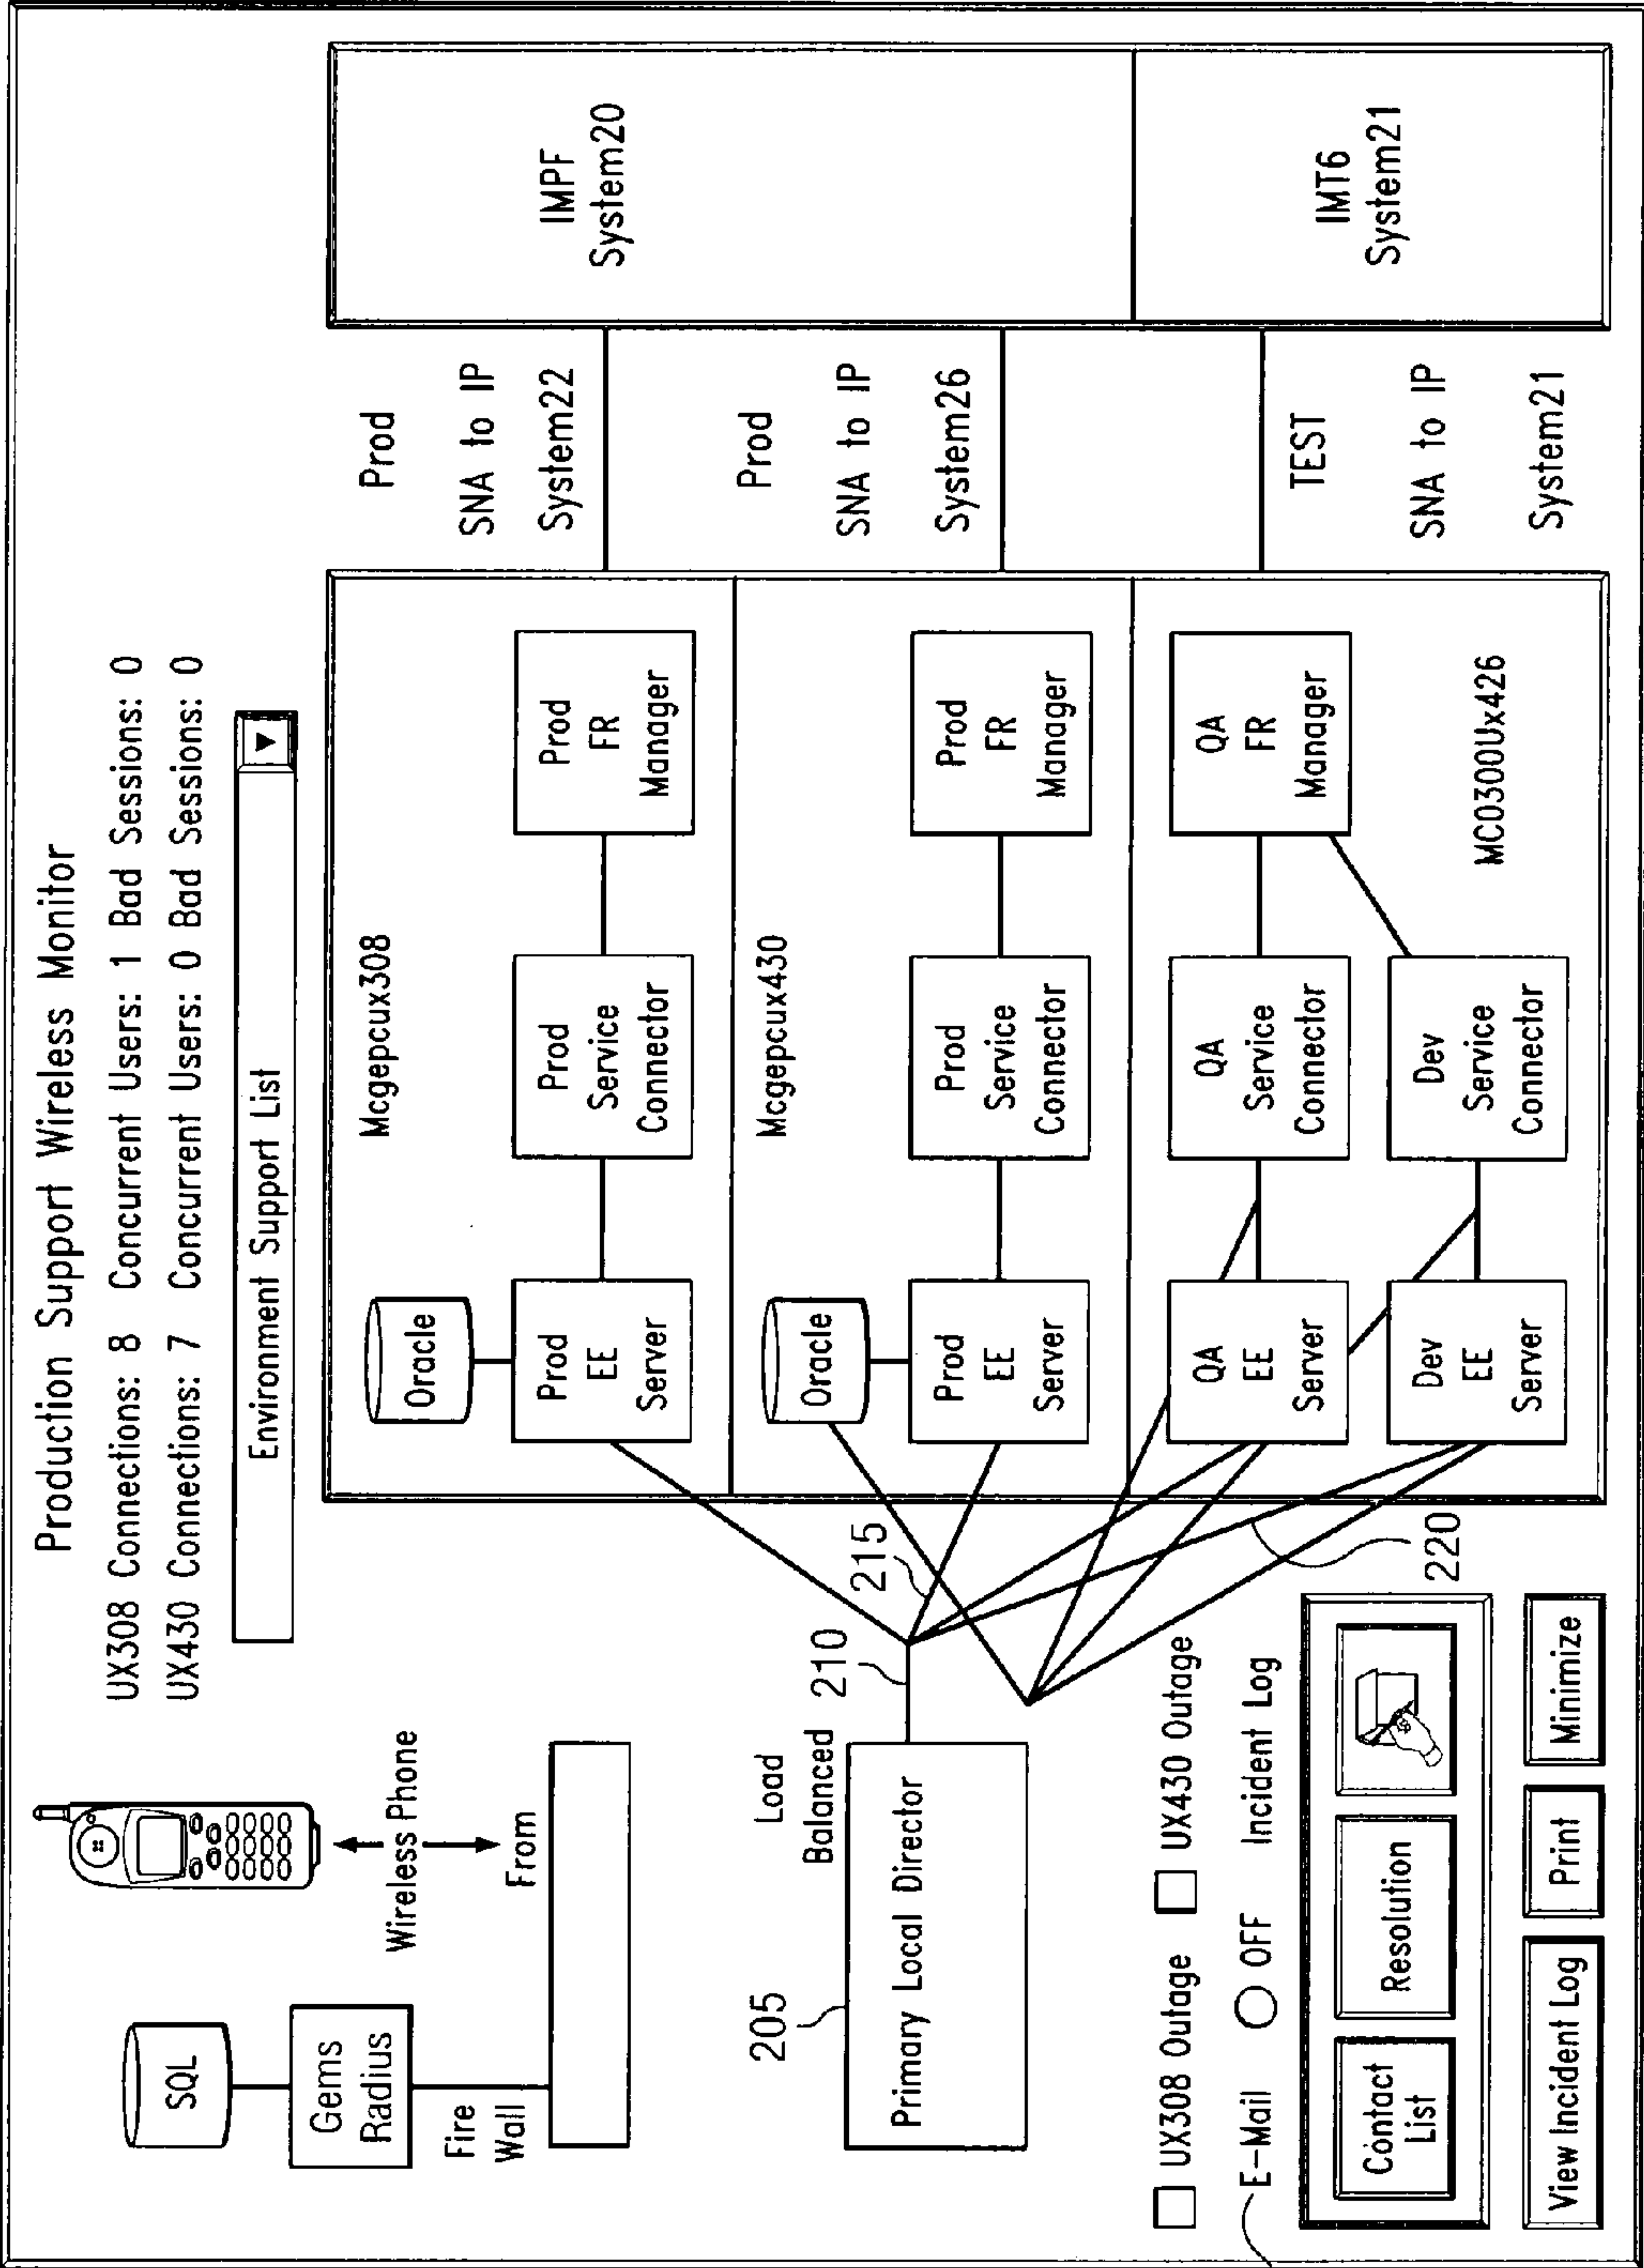 Production Support Wireless Monitor
UX308 Connections: 8 Concurrent Users: 1 Bad Sessions: 0
UX430 Connections: 7 Concurrent Users: 0 Bad Sessions: 0
Environment Support List
SQL
Gems
Radius
Fire
Wall
Wireless Phone
From
205
Primary Local Director
Load
Balanced
210
215
220
Mcgepcux308
Oracle
Prod
EE
Server
Prod
Service
Connector
Prod
FR
Manager
Mcgepcux430
Oracle
Prod
EE
Server
Prod
Service
Connector
Prod
FR
Manager
QA
EE
Server
QA
Service
Connector
QA
FR
Manager
Dev
EE
Server
Dev
Service
Connector
MC0300Ux426
Prod
SNA to IP
System22
Prod
SNA to IP
System26
TEST
SNA to IP
System21
IMPF
System20
IMT6
System21
UX308 Outage
UX430 Outage
E-Mail
OFF
Incident Log
Contact
List
Resolution
View Incident Log
Print
Minimize